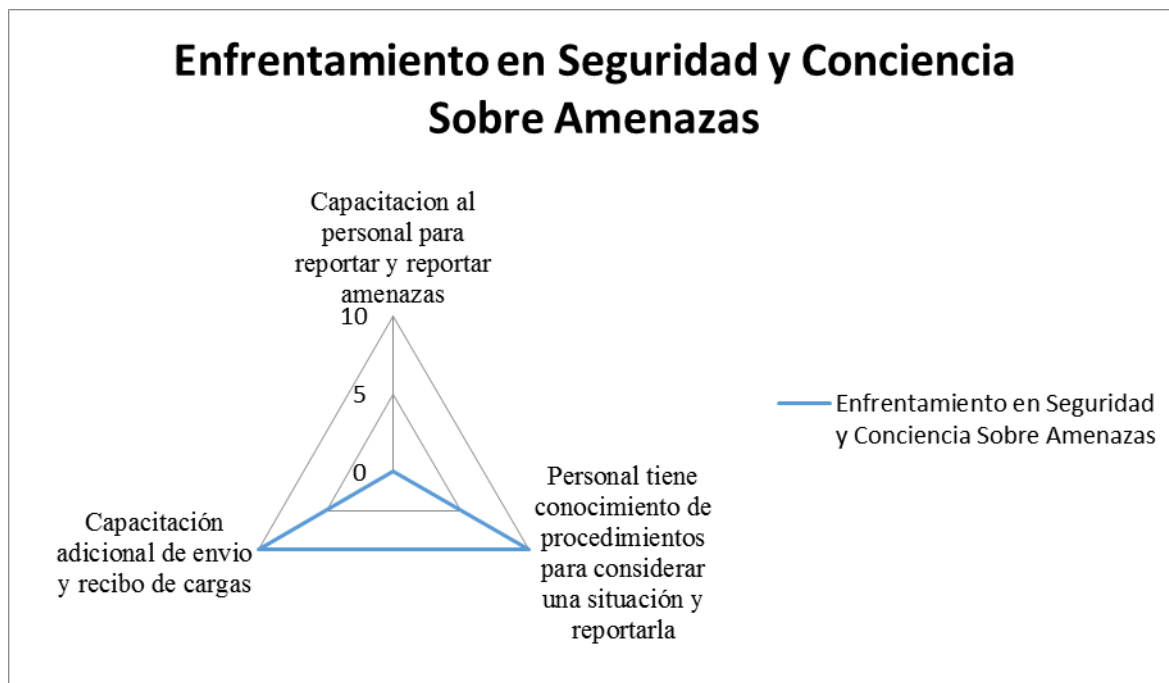 Enfrentamiento en Seguridad y Conciencia
Sobre Amenazas
Capacitacion al
personal para
reportar y reportar
amenazas
10
5
0
Personal tiene
conocimiento de
procedimientos
para considerar
una situación y
reportarla
Capacitación
adicional de envio
y recibo de cargas
Enfrentamiento en Seguridad
y Conciencia Sobre Amenazas